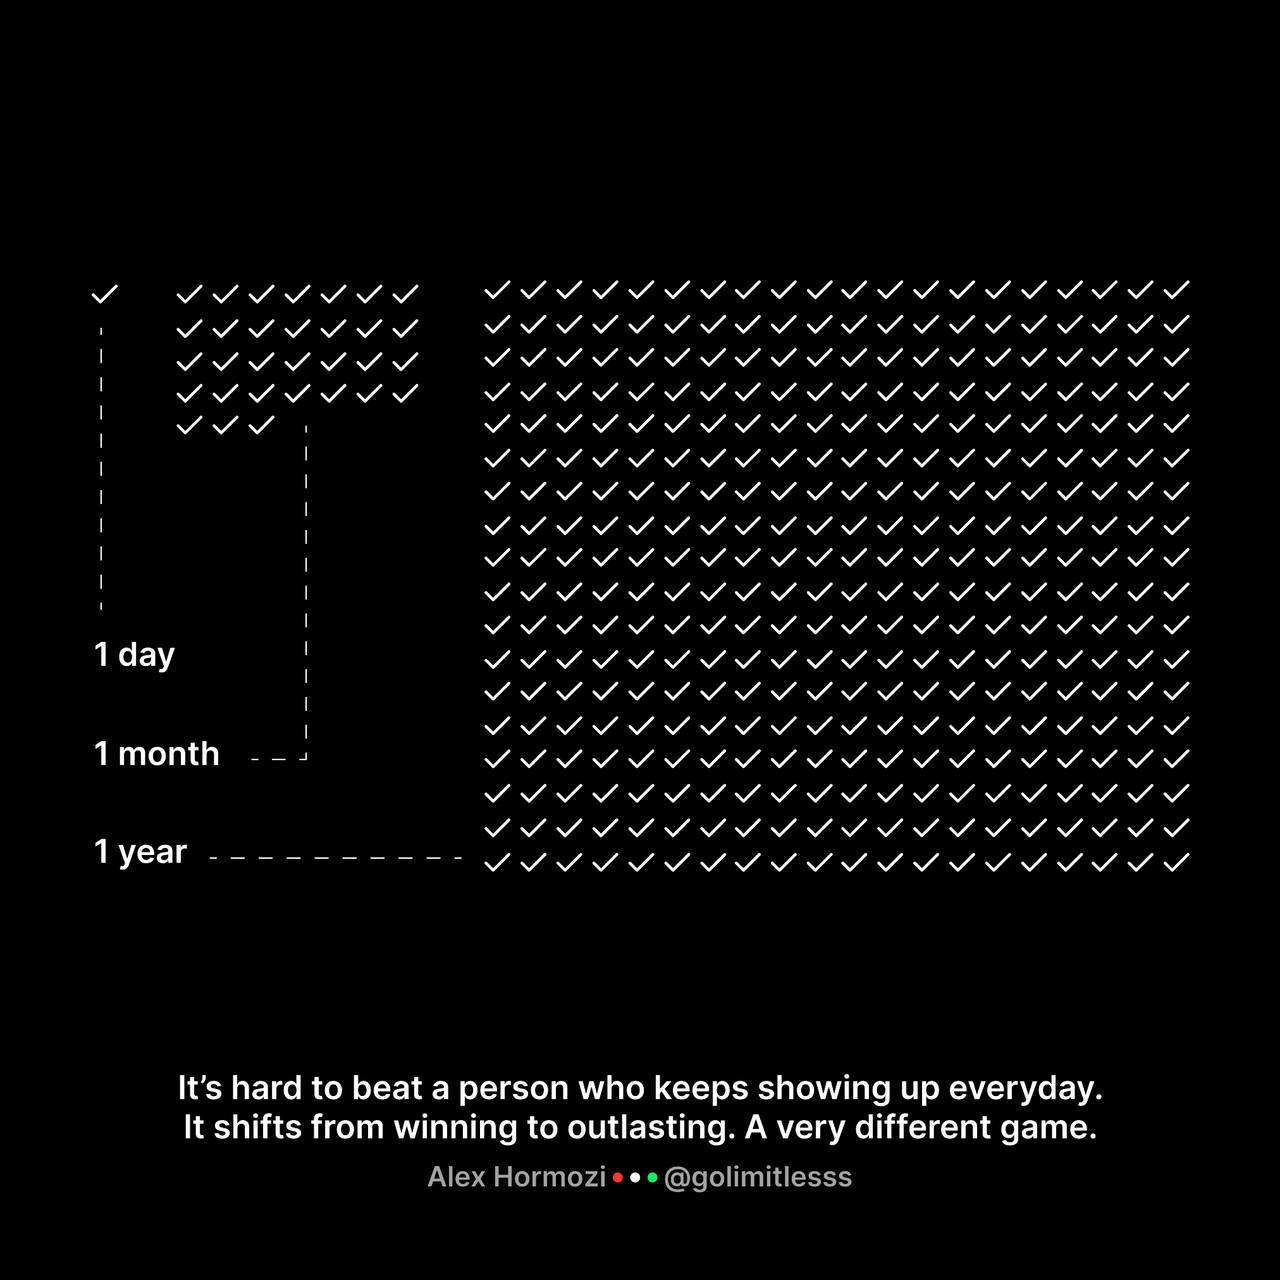 1 day
1 month
1 year
It’s hard to beat a person who keeps showing up everyday.
It shifts from winning to outlasting. A very different game.
Alex Hormozi @golimitlesss